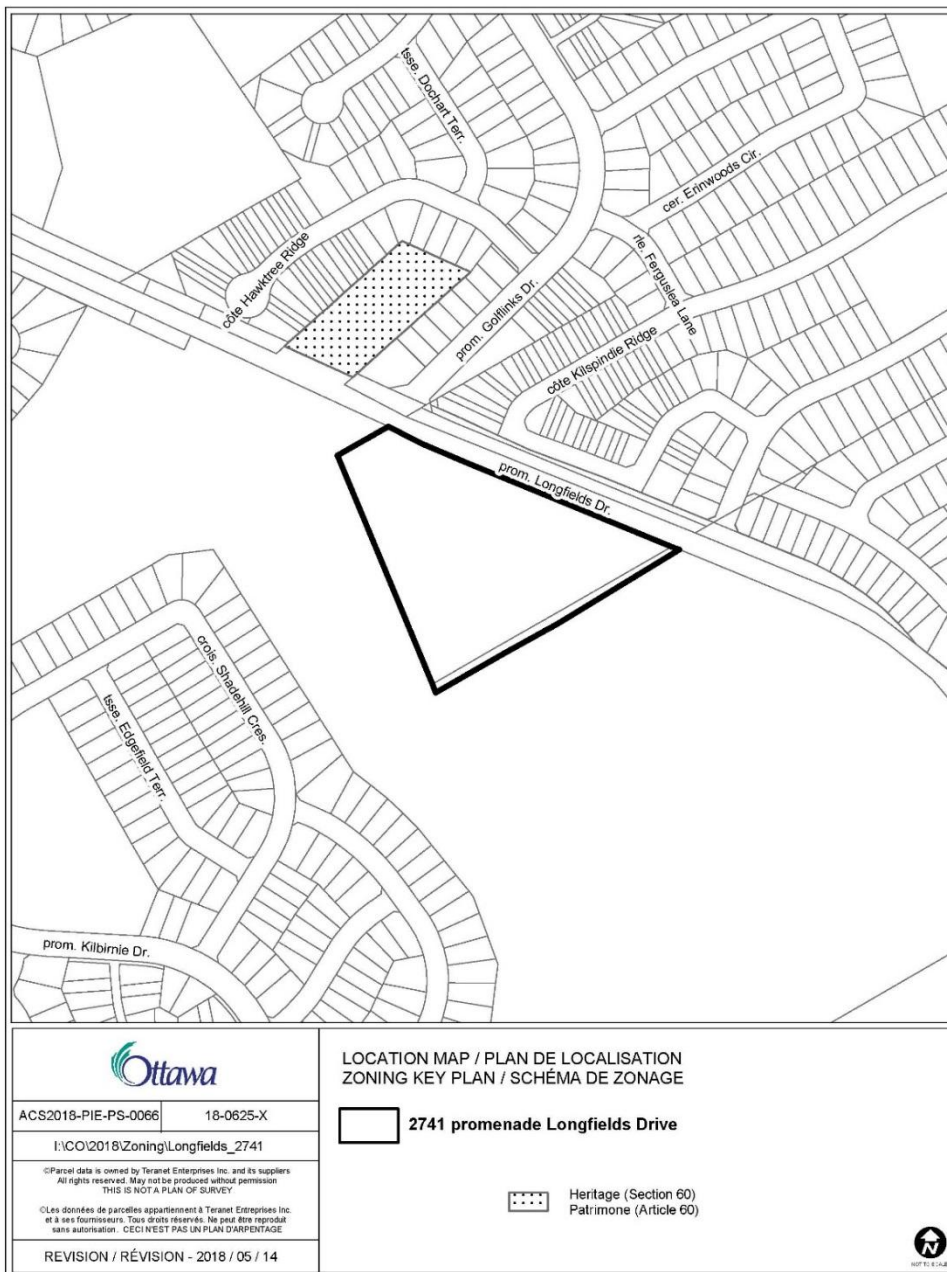 tsse. Dochart Terr.
cer. Erinwoods Cir.
côte Hawktree Ridge
rle. Ferguslea Lane
prom. Golflinks Dr.
côte Kilspindle Ridge
prom. Longfields Dr.
crois. Shadehill Cres.
tsse. Edgefield Terr.
prom. Kilbirnie Dr.
Ottawa
ACS2018-PIE-PS-0066
18-0625-X
I:\CO\2018\Zoning\Longfields_2741
©Parcel data is owned by Teranet Enterprises Inc. and its suppliers
All rights reserved. May not be produced without permission
THIS IS NOT A PLAN OF SURVEY
©Les données de parcelles appartiennent à Teranet Entreprises Inc.
et à ses fournisseurs. Tous droits réservés. Ne peut être reproduit
sans autorisation. CECI N'EST PAS UN PLAN D'ARPENTAGE
REVISION / RÉVISION - 2018 / 05 / 14
LOCATION MAP / PLAN DE LOCALISATION
ZONING KEY PLAN / SCHÉMA DE ZONAGE
2741 promenade Longfields Drive
Heritage (Section 60)
Patrimone (Article 60)
N
NOT TO SCALE